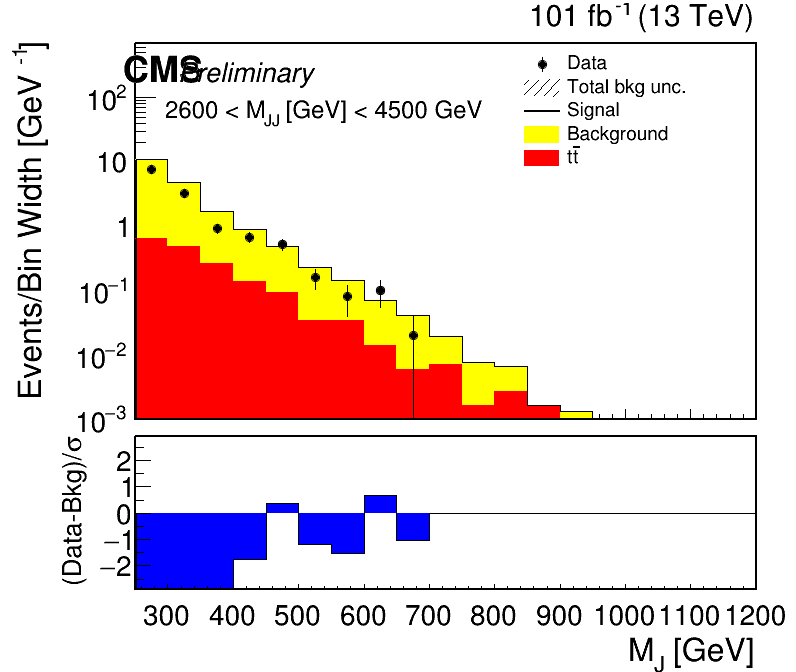 101 fb⁻¹ (13 TeV)
CMS Preliminary
2600 < M_JJ [GeV] < 4500 GeV
Data
Total bkg unc.
Signal
Background
tt̄
Events/Bin Width [GeV⁻¹]
10²
10
1
10⁻¹
10⁻²
10⁻³
(Data-Bkg)/σ
2
1
0
−1
−2
300 400 500 600 700 800 900 1000 1100 1200
M_J [GeV]